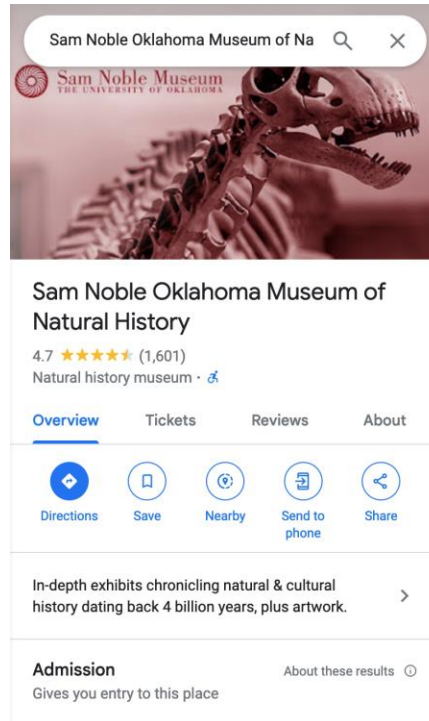 Sam Noble Oklahoma Museum of Na
Sam Noble Museum
THE UNIVERSITY OF OKLAHOMA
Sam Noble Oklahoma Museum of
Natural History
4.7 (1,601)
Natural history museum ·
Overview Tickets Reviews About
Directions Save Nearby Send to phone Share
In-depth exhibits chronicling natural & cultural
history dating back 4 billion years, plus artwork.
Admission About these results
Gives you entry to this place